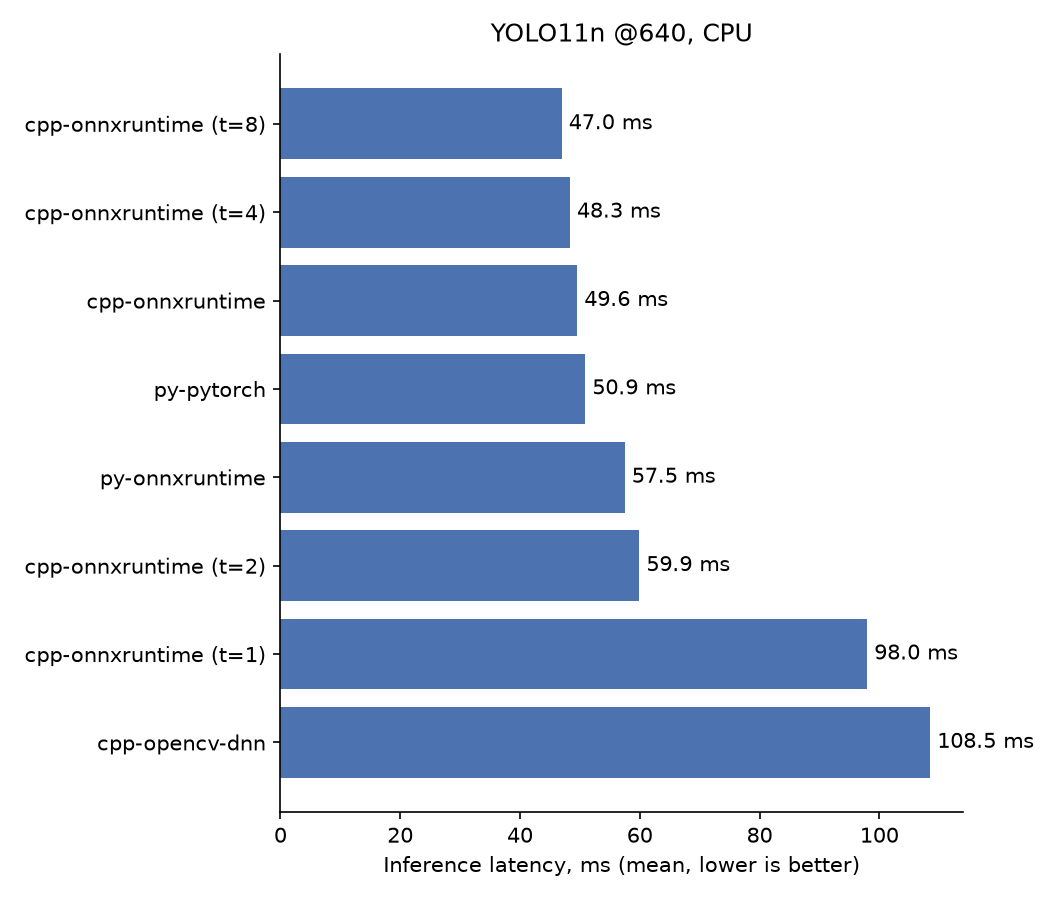 YOLO11n @640, CPU
cpp-onnxruntime (t=8) 47.0 ms
cpp-onnxruntime (t=4) 48.3 ms
cpp-onnxruntime 49.6 ms
py-pytorch 50.9 ms
py-onnxruntime 57.5 ms
cpp-onnxruntime (t=2) 59.9 ms
cpp-onnxruntime (t=1) 98.0 ms
cpp-opencv-dnn 108.5 ms
0 20 40 60 80 100
Inference latency, ms (mean, lower is better)